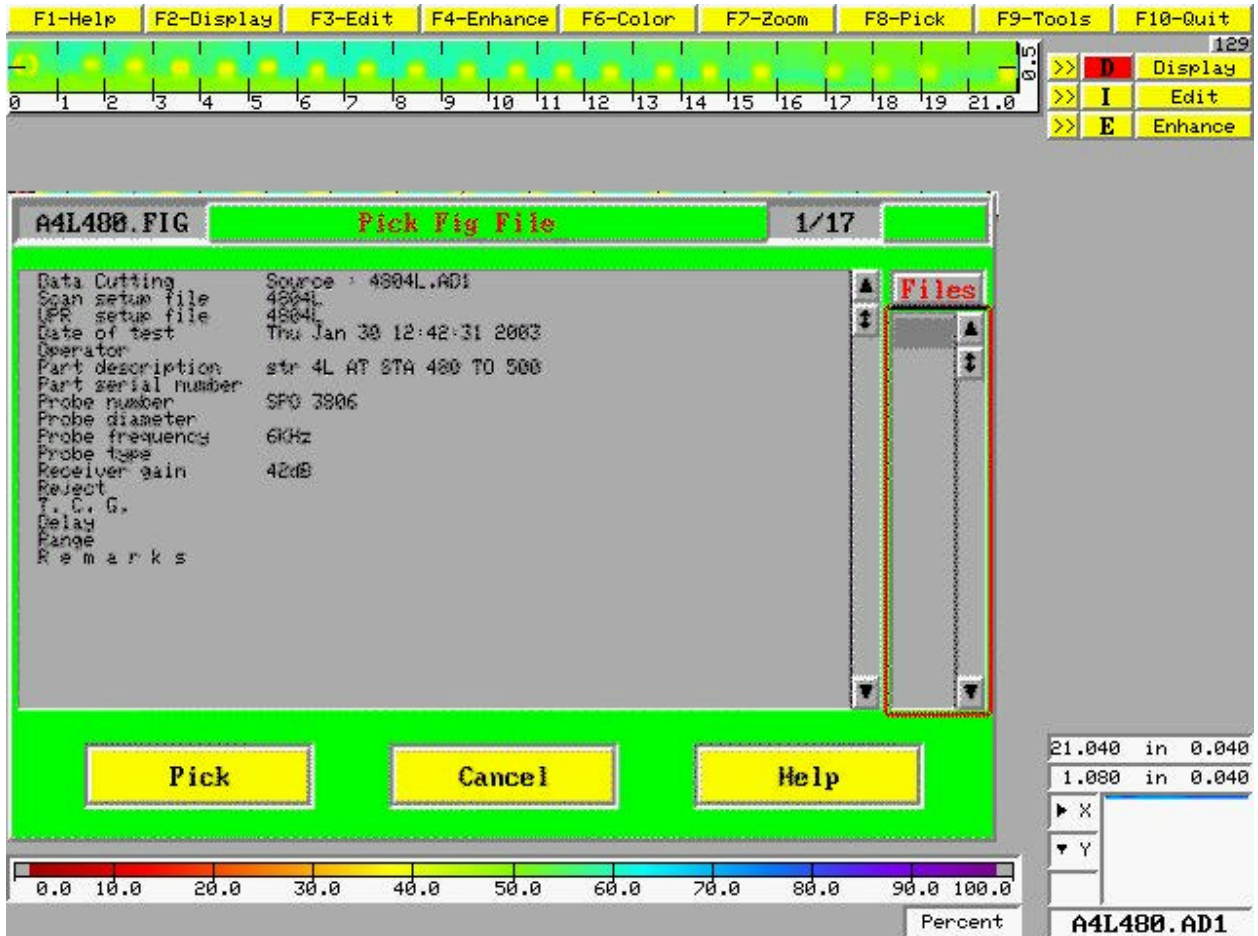 F1-Help F2-Display F3-Edit F4-Enhance F6-Color F7-Zoom F8-Pick F9-Tools F10-Quit
129
0.5
>> D Display
0 1 2 3 4 5 6 7 8 9 10 11 12 13 14 15 16 17 18 19 21.0
>> I Edit
>> E Enhance
A4L480.FIG Pick Fig File 1/17
Data Cutting Source : 4804L.AD1
Files
Scan setup file 4804L
UPR setup file 4804L
Date of test Thu Jan 30 12:42:31 2003
Operator
Part description str 4L AT STA 480 TO 500
Part serial number
Probe number SPO 3806
Probe diameter
Probe frequency 6KHz
Probe type
Receiver gain 42dB
Reject
T. C. G.
Delay
Range
R e m a r k s
Pick Cancel Help
21.040 in 0.040
1.080 in 0.040
X
Y
0.0 10.0 20.0 30.0 40.0 50.0 60.0 70.0 80.0 90.0 100.0
Percent
A4L480.AD1